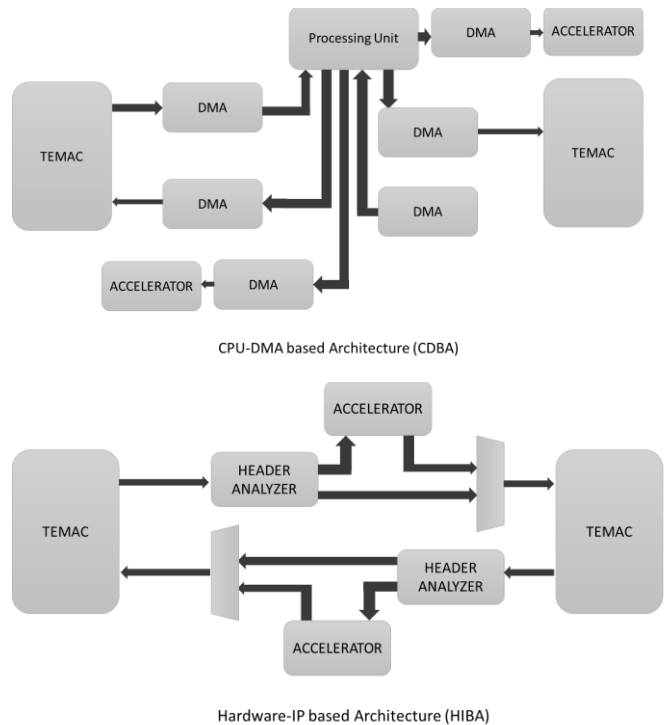 Processing Unit
DMA
ACCELERATOR
TEMAC
DMA
DMA
TEMAC
DMA
DMA
ACCELERATOR
DMA
CPU-DMA based Architecture (CDBA)
ACCELERATOR
TEMAC
HEADER
ANALYZER
TEMAC
HEADER
ANALYZER
ACCELERATOR
Hardware-IP based Architecture (HIBA)